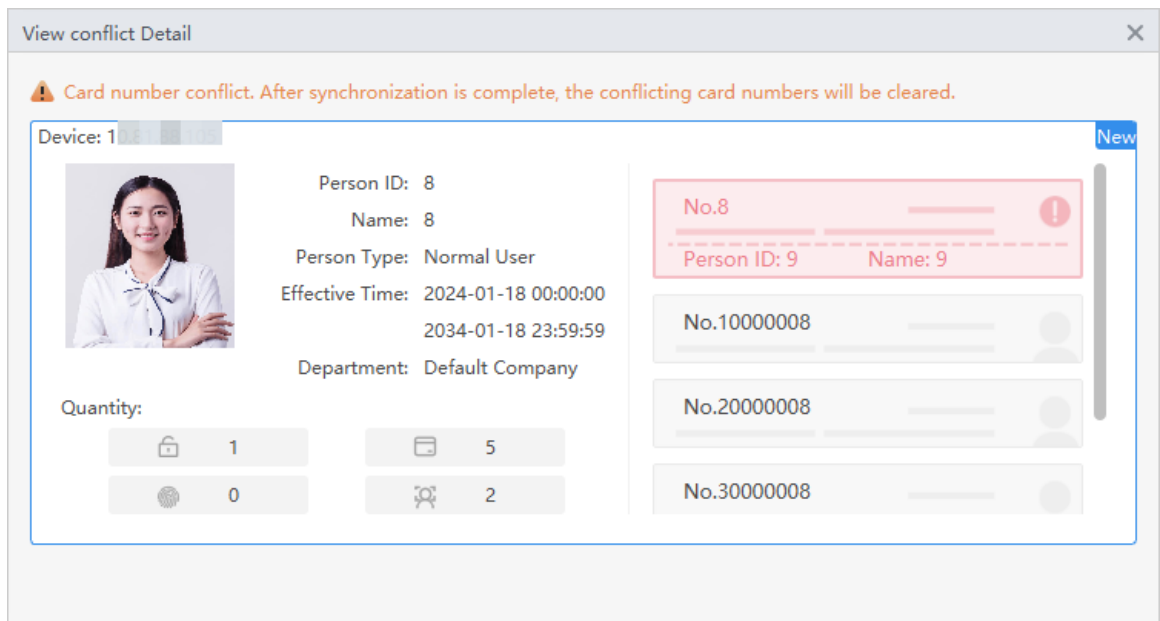 View conflict Detail
Card number conflict. After synchronization is complete, the conflicting card numbers will be cleared.
Device: 1
New
Person ID: 8
Name: 8
Person Type: Normal User
Effective Time: 2024-01-18 00:00:00
2034-01-18 23:59:59
Department: Default Company
Quantity:
1
5
0
2
No.8
Person ID: 9 Name: 9
No.10000008
No.20000008
No.30000008